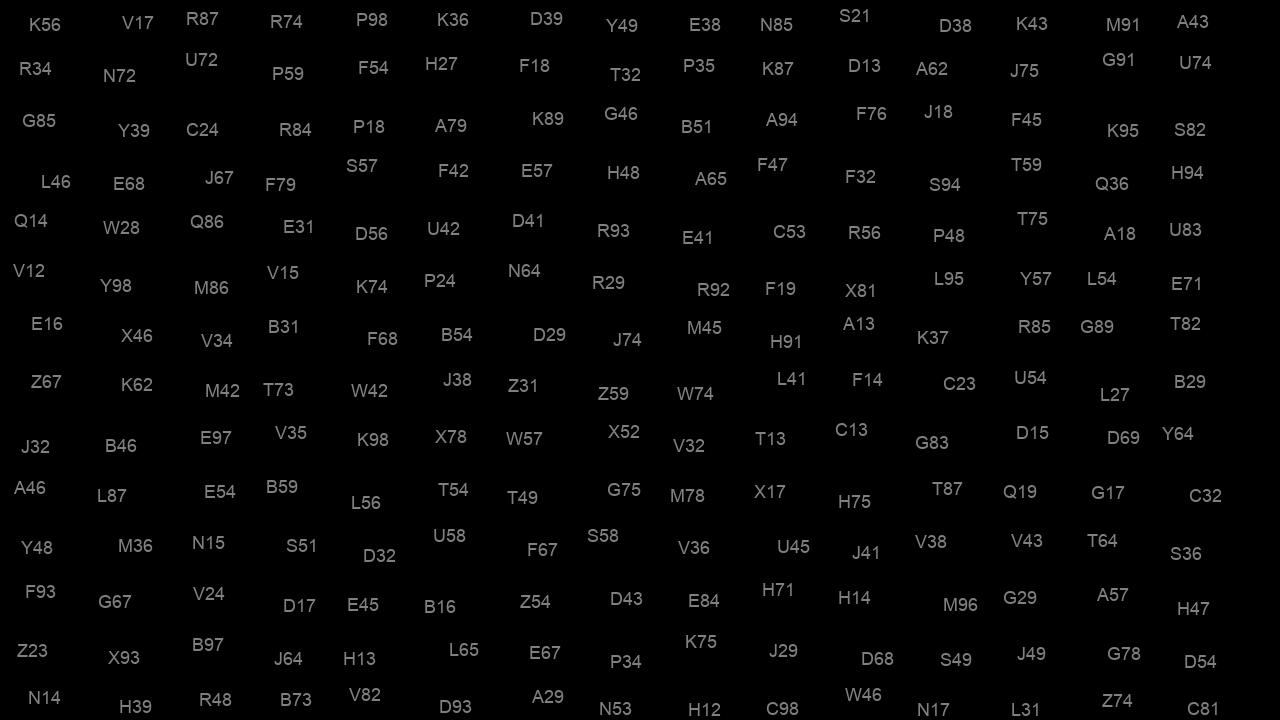 K56 V17 R87 R74 P98 K36 D39 Y49 E38 N85 S21 D38 K43 M91 A43
R34 N72 U72 P59 F54 H27 F18 T32 P35 K87 D13 A62 J75 G91 U74
G85 Y39 C24 R84 P18 A79 K89 G46 B51 A94 F76 J18 F45 K95 S82
L46 E68 J67 F79 S57 F42 E57 H48 A65 F47 F32 S94 T59 Q36 H94
Q14 W28 Q86 E31 D56 U42 D41 R93 E41 C53 R56 P48 T75 A18 U83
V12 Y98 M86 V15 K74 P24 N64 R29 R92 F19 X81 L95 Y57 L54 E71
E16 X46 V34 B31 F68 B54 D29 J74 M45 H91 A13 K37 R85 G89 T82
Z67 K62 M42 T73 W42 J38 Z31 Z59 W74 L41 F14 C23 U54 L27 B29
J32 B46 E97 V35 K98 X78 W57 X52 V32 T13 C13 G83 D15 D69 Y64
A46 L87 E54 B59 L56 T54 T49 G75 M78 X17 H75 T87 Q19 G17 C32
Y48 M36 N15 S51 D32 U58 F67 S58 V36 U45 J41 V38 V43 T64 S36
F93 G67 V24 D17 E45 B16 Z54 D43 E84 H71 H14 M96 G29 A57 H47
Z23 X93 B97 J64 H13 L65 E67 P34 K75 J29 D68 S49 J49 G78 D54
N14 H39 R48 B73 V82 D93 A29 N53 H12 C98 W46 N17 L31 Z74 C81